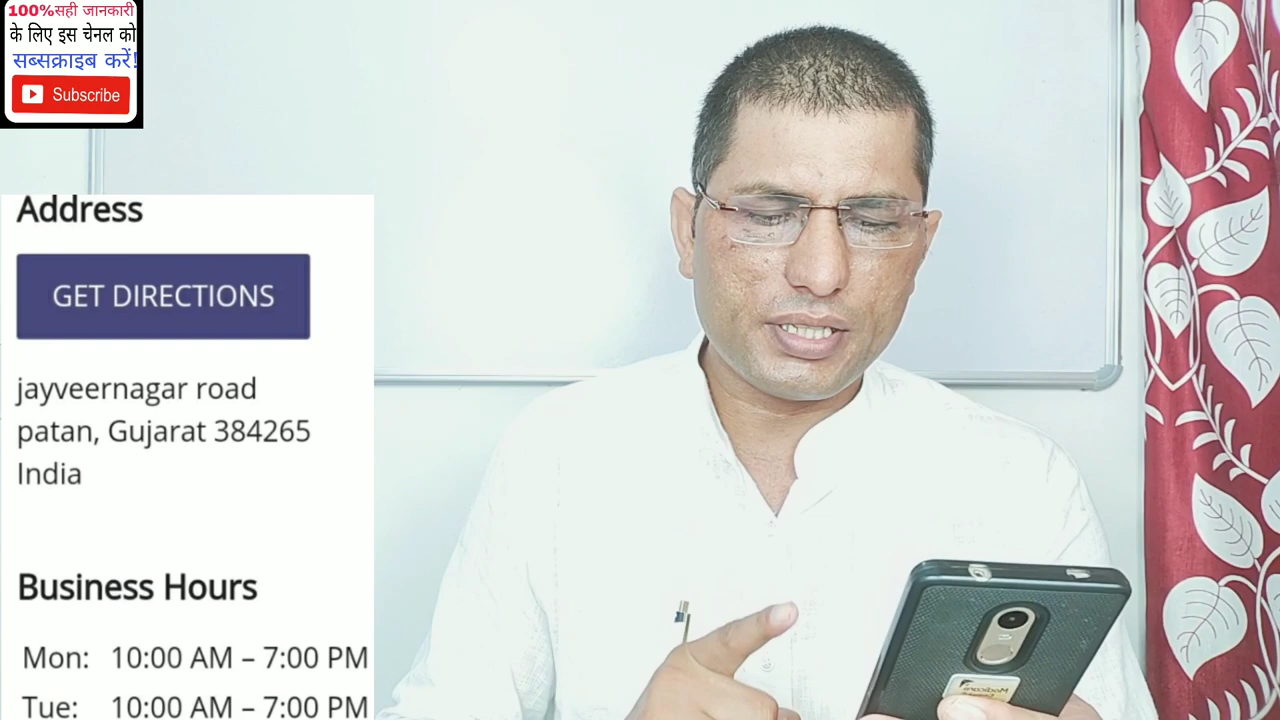 100%सही जानकारी
के लिए इस चेनल को
सब्सक्राइब करें!
Subscribe
Address
GET DIRECTIONS
jayveernagar road
patan, Gujarat 384265
India
Business Hours
Mon: 10:00 AM – 7:00 PM
Tue: 10:00 AM – 7:00 PM